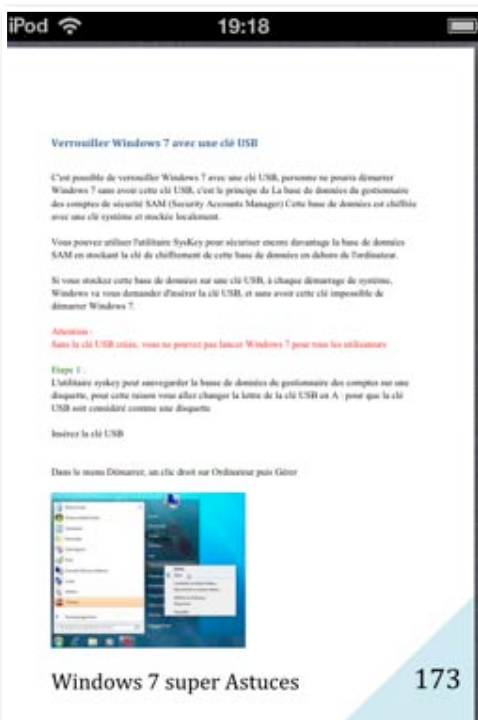 iPod
19:18
Verrouiller Windows 7 avec une clé USB
C'est possible de verrouiller Windows 7 avec une clé USB, personne ne pourra démarrer
Windows 7 sans avoir cette clé USB, c'est le principe de La base de données du gestionnaire
des comptes de sécurité SAM (Security Accounts Manager) Cette base de données est chiffrée
avec une clé système et stockée localement.
Vous pouvez utiliser l'utilitaire SysKey pour sécuriser encore davantage la base de données
SAM en stockant la clé de chiffrement de cette base de données en dehors de l'ordinateur.
Si vous stockez cette base de données sur une clé USB, à chaque démarrage de système,
Windows va vous demander d'insérer la clé USB, et sans avoir cette clé impossible de
démarrer Windows 7.
Attention :
Sans la clé USB créée, vous ne pouvez pas lancer Windows 7 pour tous les utilisateurs
Etape 1 :
L'utilitaire syskey peut sauvegarder la basse de données du gestionnaire des comptes sur une
disquette, pour cette raison vous allez changer la lettre de la clé USB en A : pour que la clé
USB soit considéré comme une disquette
Insérez la clé USB
Dans le menu Démarrer, un clic droit sur Ordinateur puis Gérer
Windows 7 super Astuces
173